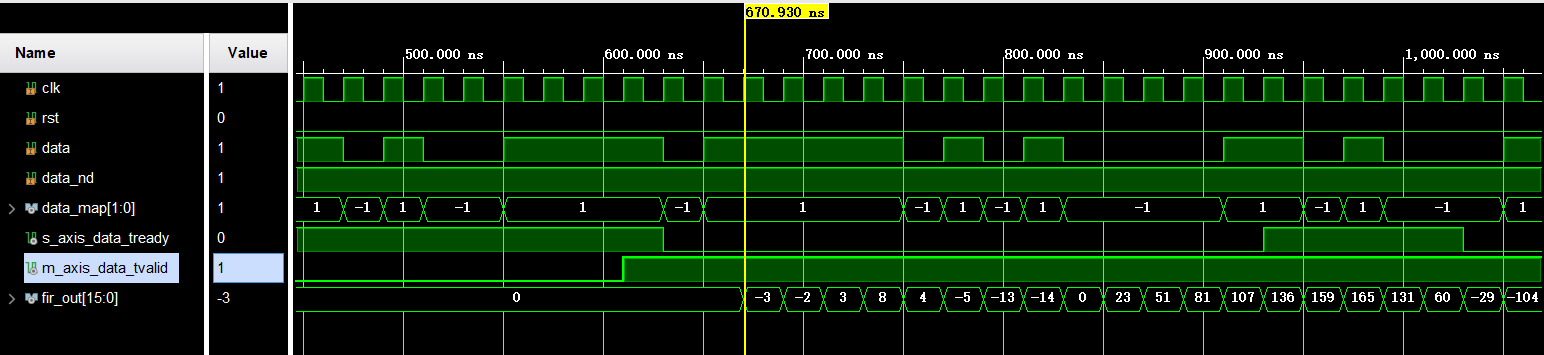 670.930 ns
Name Value 500.000 ns 600.000 ns 700.000 ns 800.000 ns 900.000 ns 1,000.000 ns
clk 1
rst 0
data 1
data_nd 1
data_map[1:0] 1 1 -1 1 -1 1 -1 1 -1 1 -1 1 -1 1 -1 1 -1 1
s_axis_data_tready 0
m_axis_data_tvalid 1
fir_out[15:0] -3 0 -3 -2 3 8 4 -5 -13 -14 0 23 51 81 107 136 159 165 131 60 -29 -104